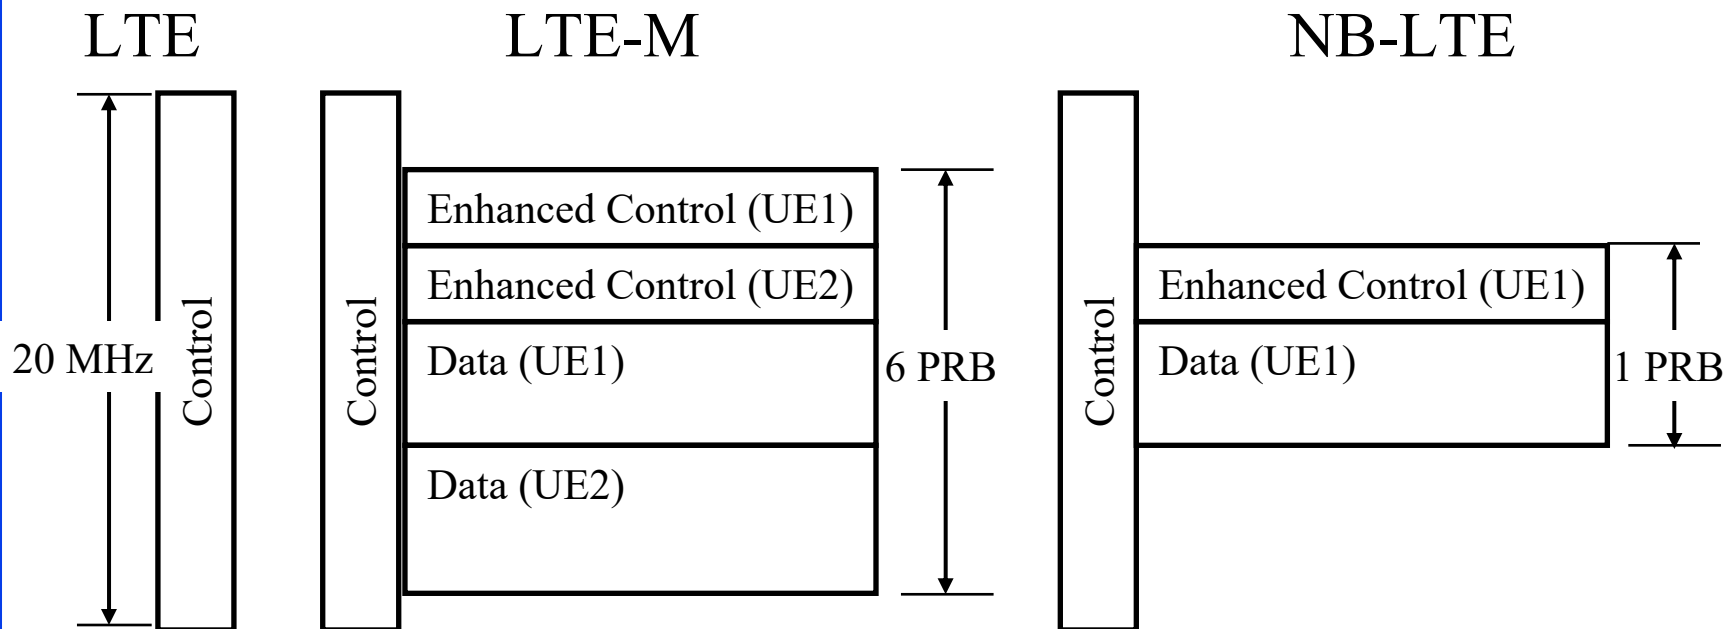 LTE
LTE-M
NB-LTE
20 MHz
Control
Control
Enhanced Control (UE1)
Enhanced Control (UE2)
Data (UE1)
Data (UE2)
6 PRB
Control
Enhanced Control (UE1)
Data (UE1)
1 PRB